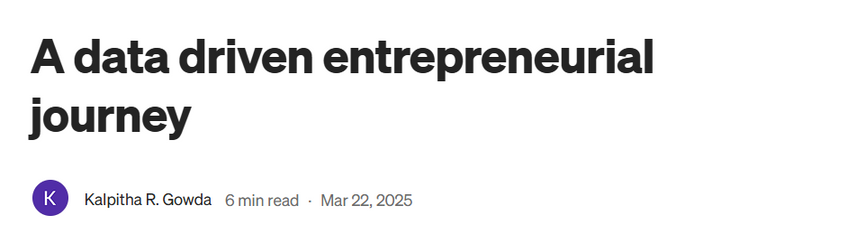 A data driven entrepreneurial
journey
K Kalpitha R. Gowda 6 min read · Mar 22, 2025